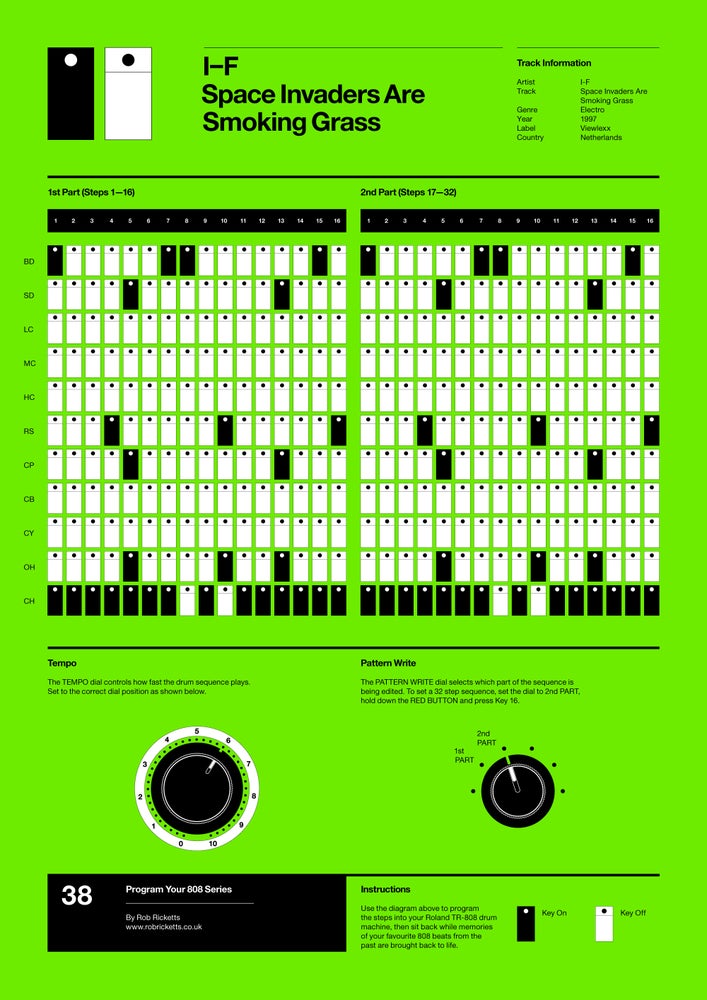 I–F
Space Invaders Are
Smoking Grass
Track Information
Artist I-F
Track Space Invaders Are
Smoking Grass
Genre Electro
Year 1997
Label Viewlexx
Country Netherlands
1st Part (Steps 1—16)
2nd Part (Steps 17—32)
1 2 3 4 5 6 7 8 9 10 11 12 13 14 15 16
1 2 3 4 5 6 7 8 9 10 11 12 13 14 15 16
BD
SD
LC
MC
HC
RS
CP
CB
CY
OH
CH
Tempo
The TEMPO dial controls how fast the drum sequence plays.
Set to the correct dial position as shown below.
0 1 2 3 4 5 6 7 8 9 10
Pattern Write
The PATTERN WRITE dial selects which part of the sequence is
being edited. To set a 32 step sequence, set the dial to 2nd PART,
hold down the RED BUTTON and press Key 16.
1st
PART
2nd
PART
38
Program Your 808 Series
By Rob Ricketts
www.robricketts.co.uk
Instructions
Use the diagram above to program
the steps into your Roland TR-808 drum
machine, then sit back while memories
of your favourite 808 beats from the
past are brought back to life.
Key On
Key Off